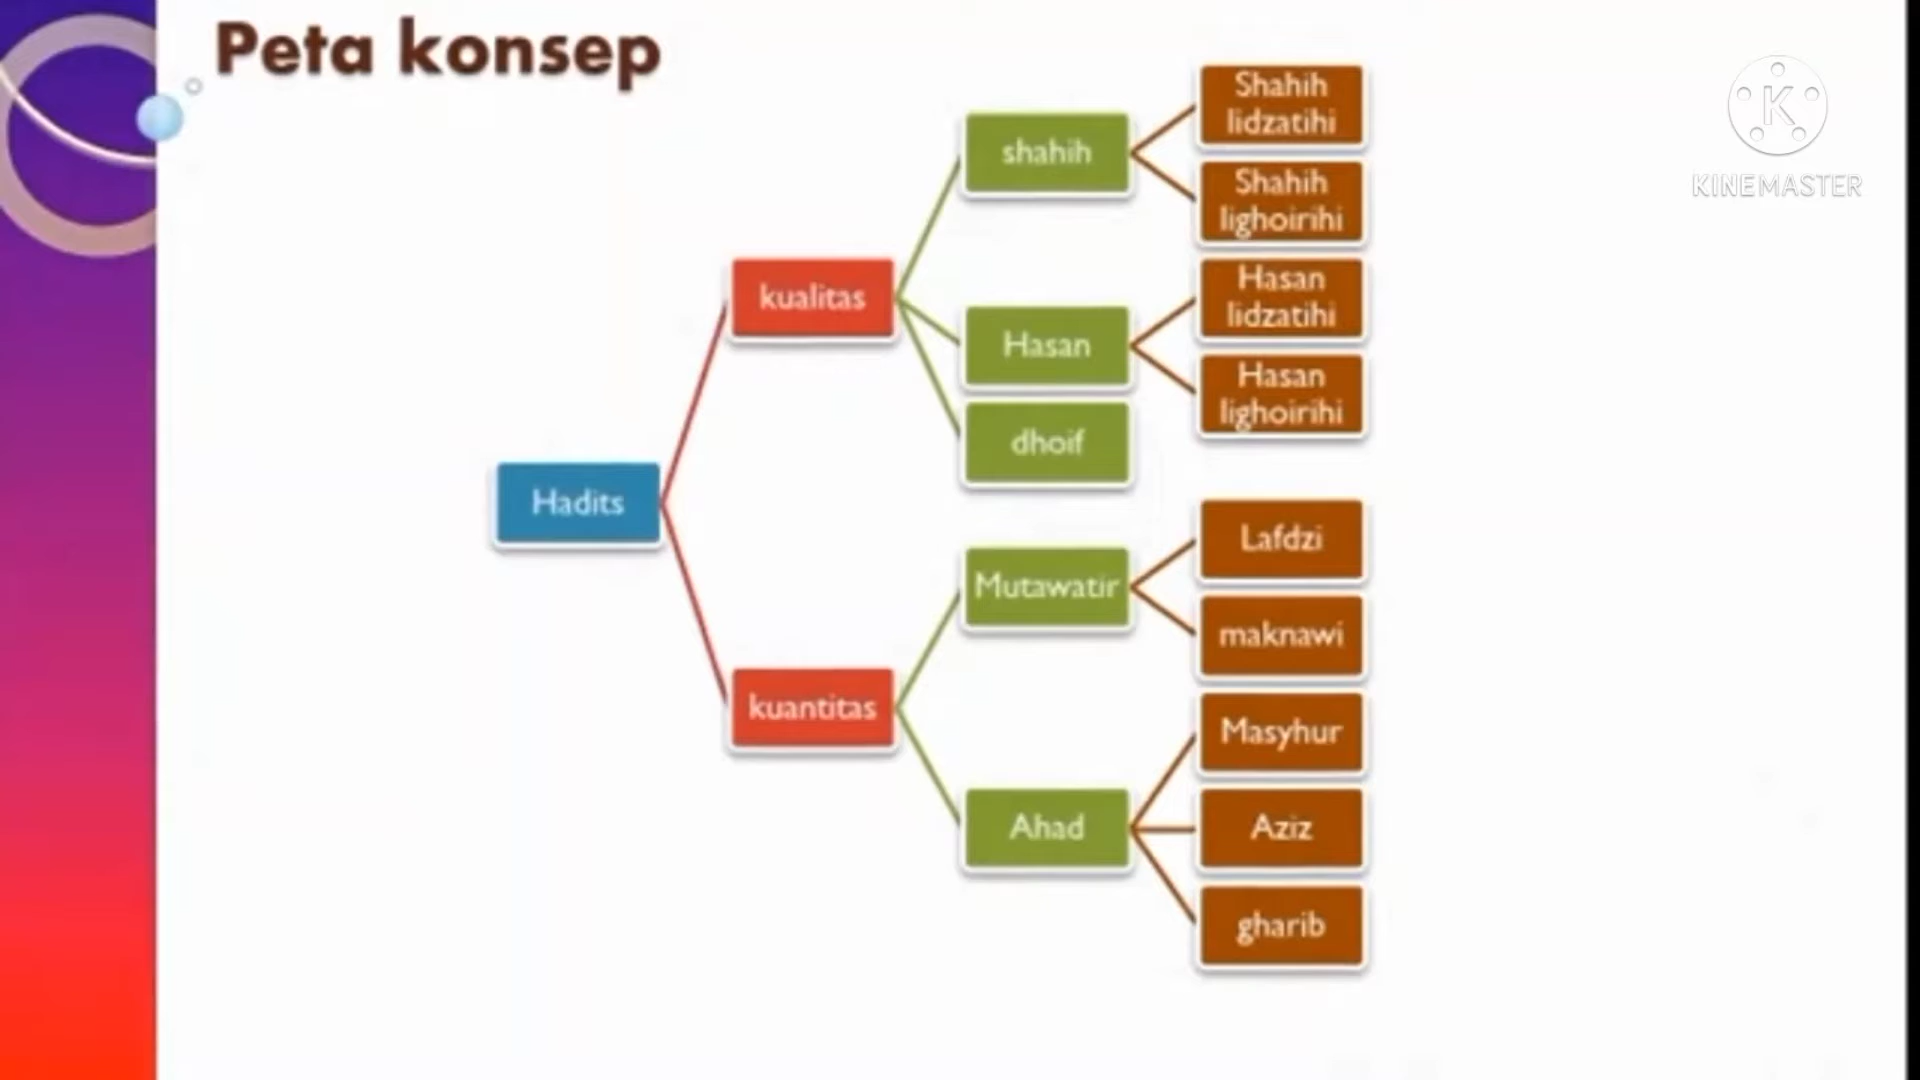 Peta konsep
Hadits
kualitas
shahih
Shahih
lidzatihi
Shahih
lighoirihi
Hasan
Hasan
lidzatihi
Hasan
lighoirihi
dhoif
kuantitas
Mutawatir
Lafdzi
maknawi
Ahad
Masyhur
Aziz
gharib
K
KINEMASTER